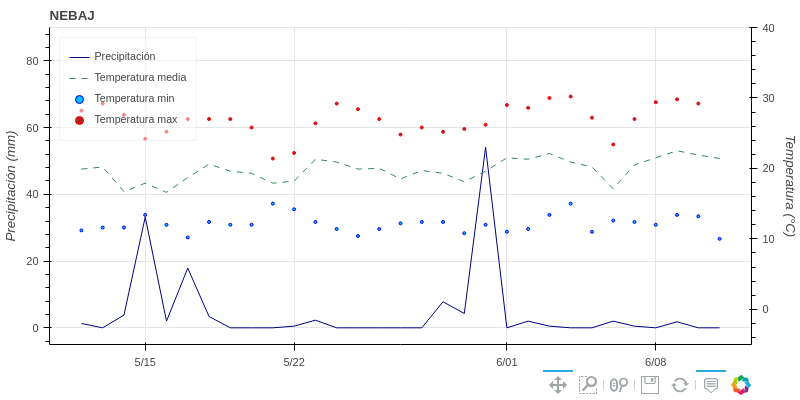 NEBAJ
Precipitación
Temperatura media
Temperatura min
Temperatura max
Precipitación (mm)
80
60
40
20
0
Temperatura (°C)
40
30
20
10
0
5/15
5/22
6/01
6/08